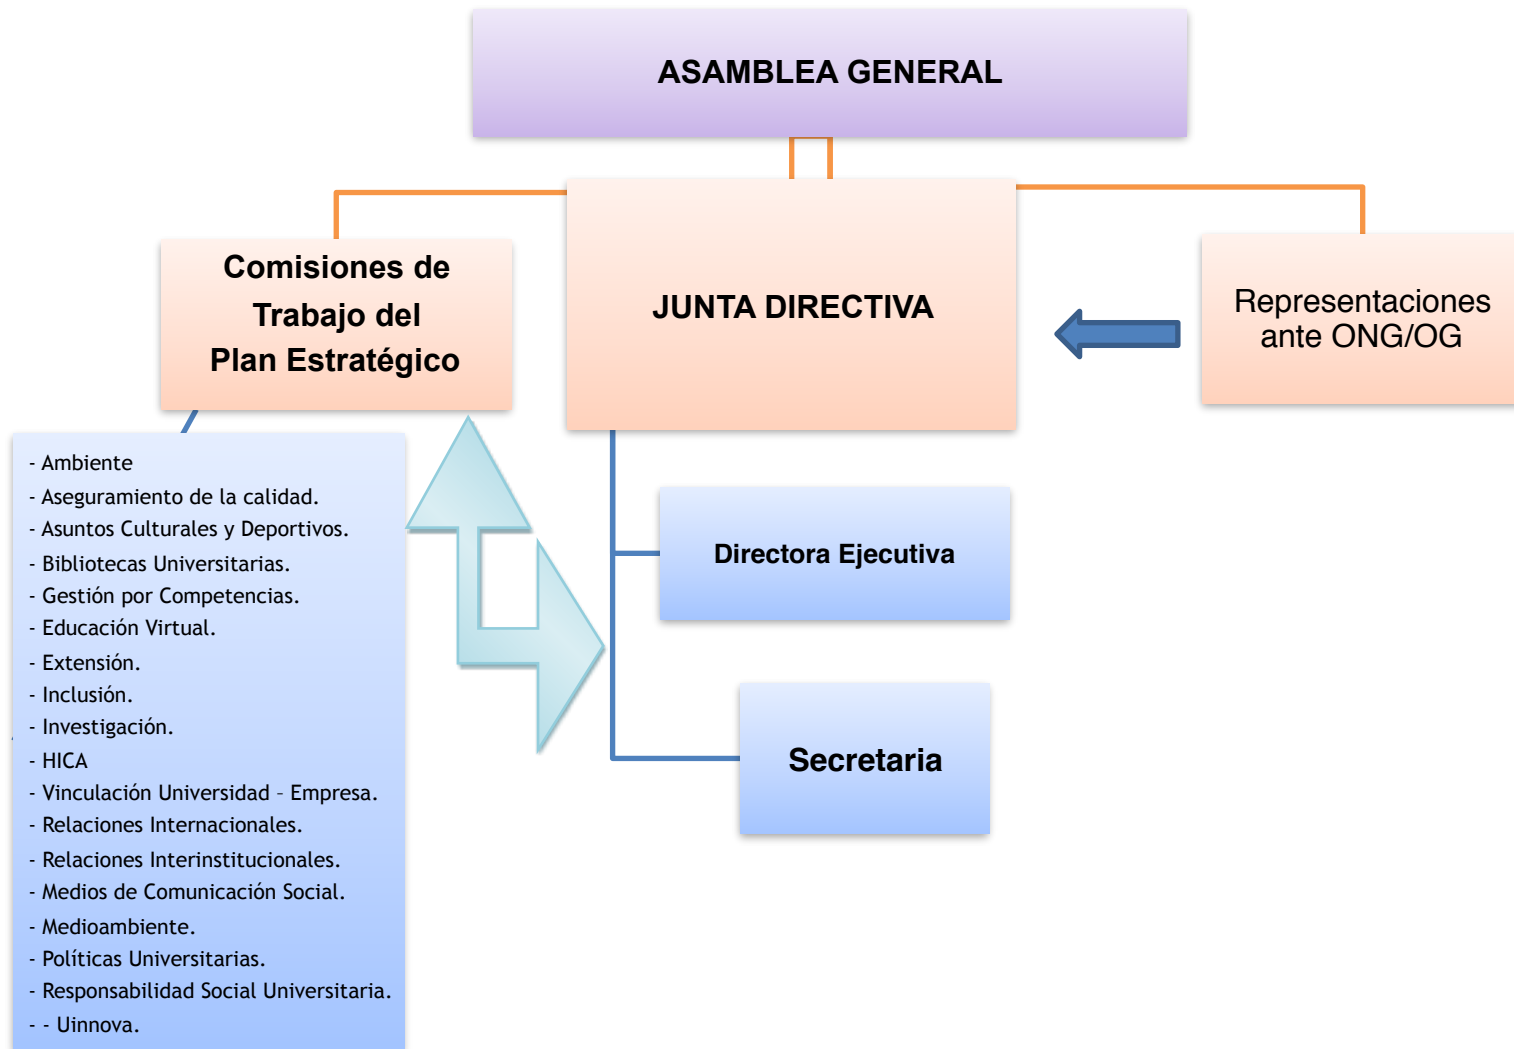 ASAMBLEA GENERAL
Comisiones de
Trabajo del
Plan Estratégico
JUNTA DIRECTIVA
Representaciones
ante ONG/OG
- Ambiente
- Aseguramiento de la calidad.
- Asuntos Culturales y Deportivos.
- Bibliotecas Universitarias.
- Gestión por Competencias.
- Educación Virtual.
- Extensión.
- Inclusión.
- Investigación.
- HICA
- Vinculación Universidad – Empresa.
- Relaciones Internacionales.
- Relaciones Interinstitucionales.
- Medios de Comunicación Social.
- Medioambiente.
- Políticas Universitarias.
- Responsabilidad Social Universitaria.
- - Uinnova.
Directora Ejecutiva
Secretaria